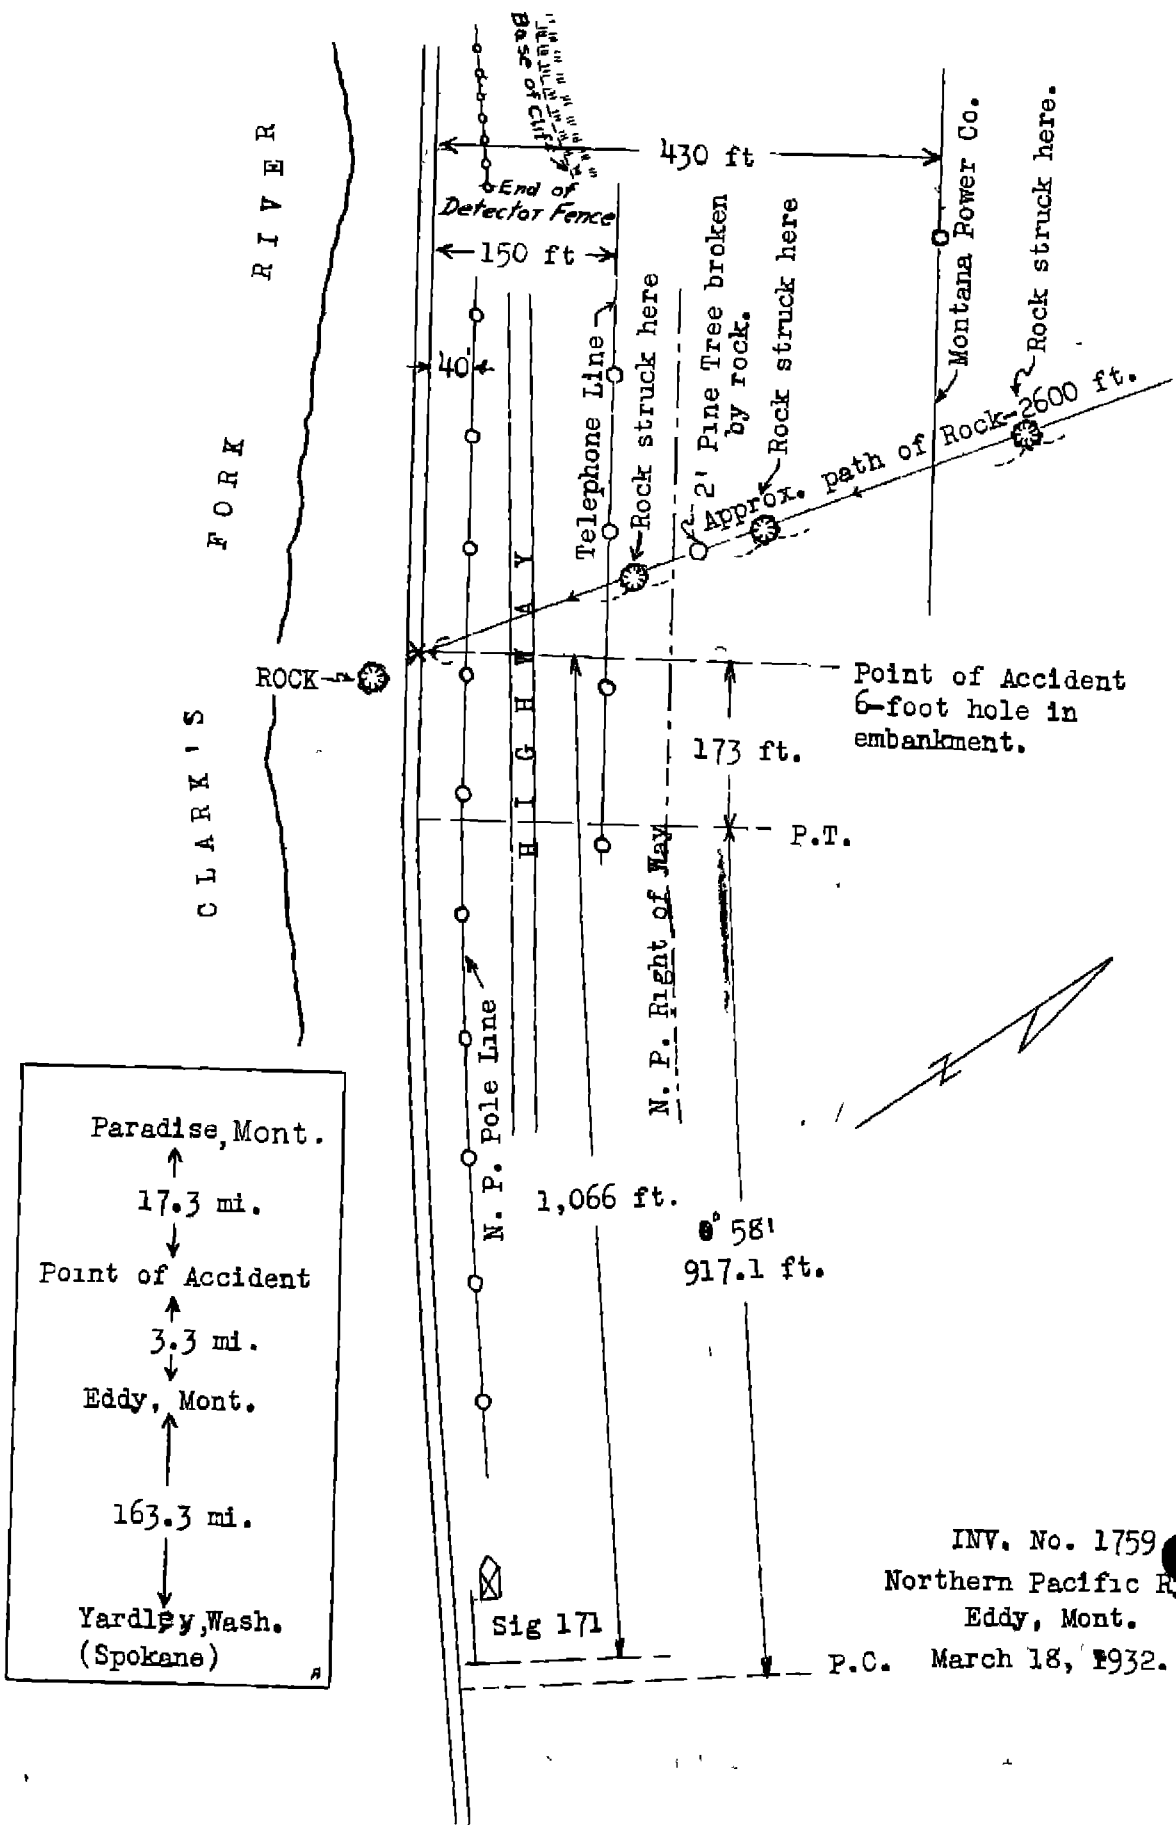 Base of Cliff
430 ft
End of
Detector Fence
150 ft
40'
CLARK'S FORK RIVER
Telephone Line
Rock struck here
2' Pine Tree broken
by rock.
Rock struck here
Montana Power Co.
Rock struck here.
Approx. path of Rock-2600 ft.
HIGHWAY
ROCK
Point of Accident
6-foot hole in
embankment.
173 ft.
P.T.
N. P. Right of Way
N. P. Pole Line
1,066 ft.
0° 58'
917.1 ft.
Paradise, Mont.
17.3 mi.
Point of Accident
3.3 mi.
Eddy, Mont.
163.3 mi.
Yardley, Wash.
(Spokane)
Sig 171
P.C.
INV. No. 1759
Northern Pacific R
Eddy, Mont.
March 18, 1932.